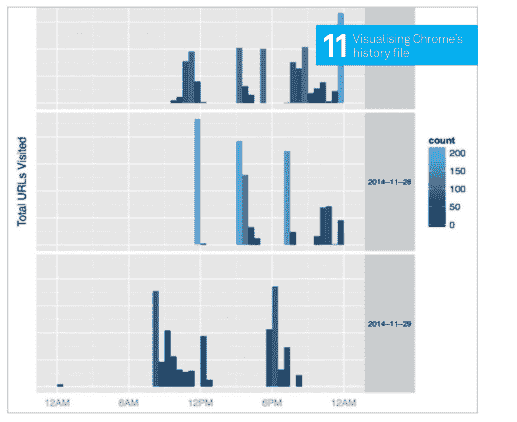 11 Visualising Chrome's
history file
Total URLs Visited
2014-11-28
2014-11-29
count
200
150
100
50
0
12AM
6AM
12PM
6PM
12AM